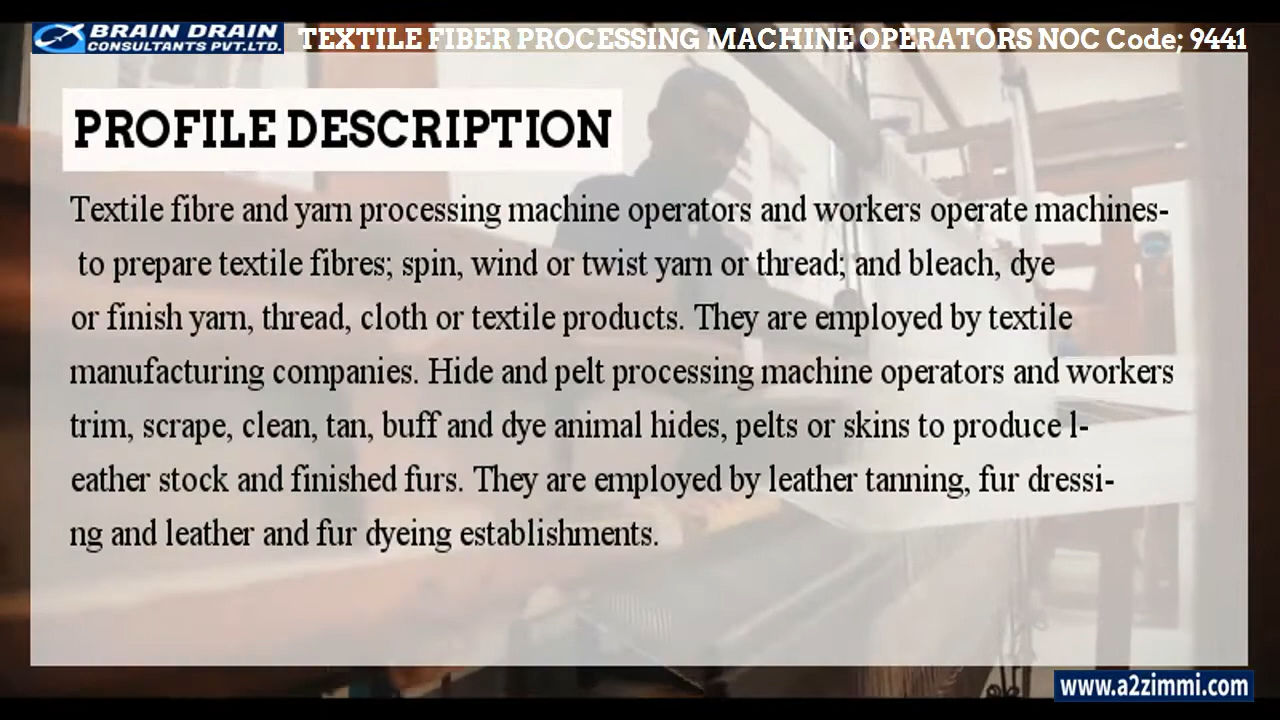 BRAIN DRAIN
CONSULTANTS PVT.LTD.
TEXTILE FIBER PROCESSING MACHINE OPERATORS NOC Code; 9441
PROFILE DESCRIPTION
Textile fibre and yarn processing machine operators and workers operate machines-
to prepare textile fibres; spin, wind or twist yarn or thread; and bleach, dye
or finish yarn, thread, cloth or textile products. They are employed by textile
manufacturing companies. Hide and pelt processing machine operators and workers
trim, scrape, clean, tan, buff and dye animal hides, pelts or skins to produce l-
eather stock and finished furs. They are employed by leather tanning, fur dressi-
ng and leather and fur dyeing establishments.
www.a2zimmi.com